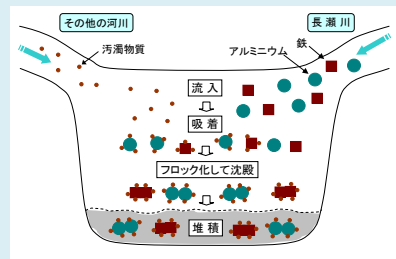 その他の河川
長瀬川
汚濁物質
鉄
アルミニウム
流入
吸着
フロック化して沈殿
堆積